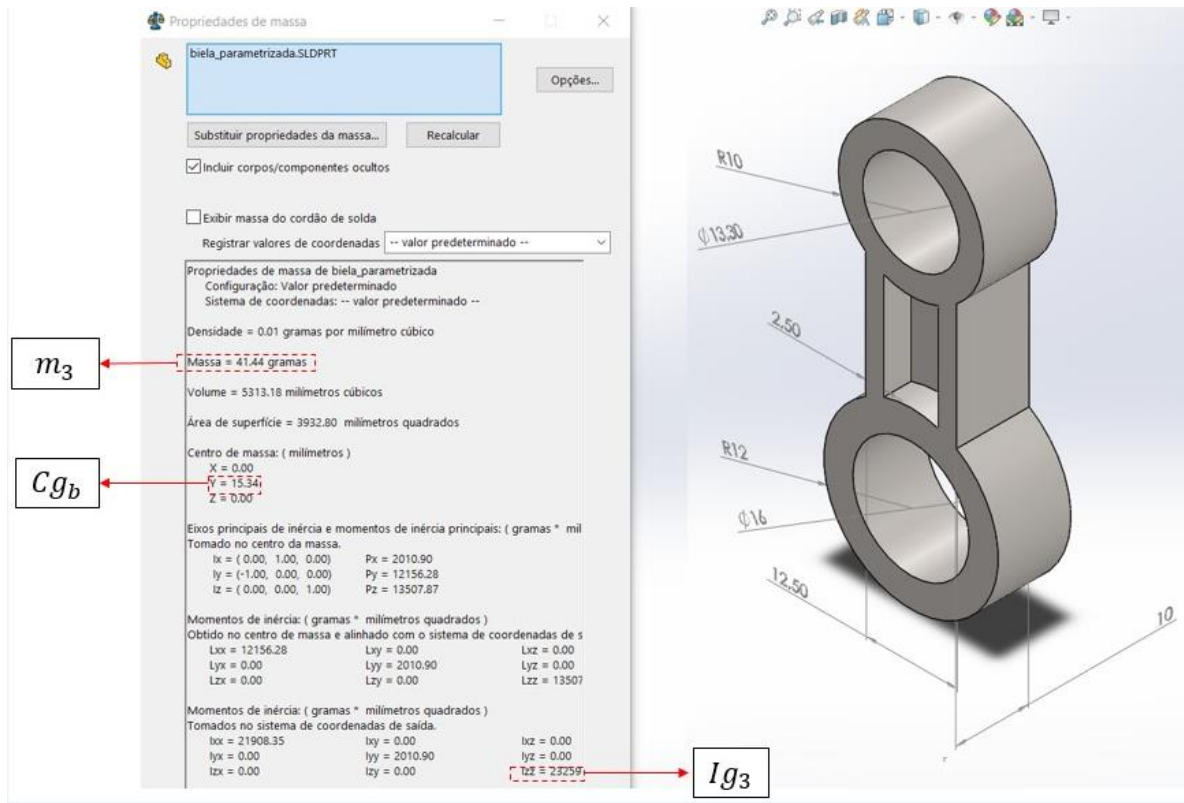 Propriedades de massa
biela_parametrizada.SLDPRT
Opções...
Substituir propriedades da massa...
Recalcular
Incluir corpos/componentes ocultos
Exibir massa do cordão de solda
Registrar valores de coordenadas
-- valor predeterminado --
Propriedades de massa de biela_parametrizada
Configuração: Valor predeterminado
Sistema de coordenadas: -- valor predeterminado --
Densidade = 0.01 gramas por milímetro cúbico
Massa = 41.44 gramas
Volume = 5313.18 milímetros cúbicos
Área de superfície = 3932.80 milímetros quadrados
Centro de massa: ( milímetros )
X = 0.00
Y = 15.34
Z = 0.00
Eixos principais de inércia e momentos de inércia principais: ( gramas * mil
Tomado no centro da massa.
Ix = ( 0.00, 1.00, 0.00) Px = 2010.90
Iy = (-1.00, 0.00, 0.00) Py = 12156.28
Iz = ( 0.00, 0.00, 1.00) Pz = 13507.87
Momentos de inércia: ( gramas * milímetros quadrados )
Obtido no centro de massa e alinhado com o sistema de coordenadas de s
Lxx = 12156.28 Lxy = 0.00 Lxz = 0.00
Lyx = 0.00 Lyy = 2010.90 Lyz = 0.00
Lzx = 0.00 Lzy = 0.00 Lzz = 13507
Momentos de inércia: ( gramas * milímetros quadrados )
Tomados no sistema de coordenadas de saída.
Ixx = 21908.35 Ixy = 0.00 Ixz = 0.00
Iyx = 0.00 Iyy = 2010.90 Iyz = 0.00
Izx = 0.00 Izy = 0.00 Izz = 23259
m₃
Cg_b
Ig₃
R10
∅13,30
2,50
R12
∅16
12,50
10